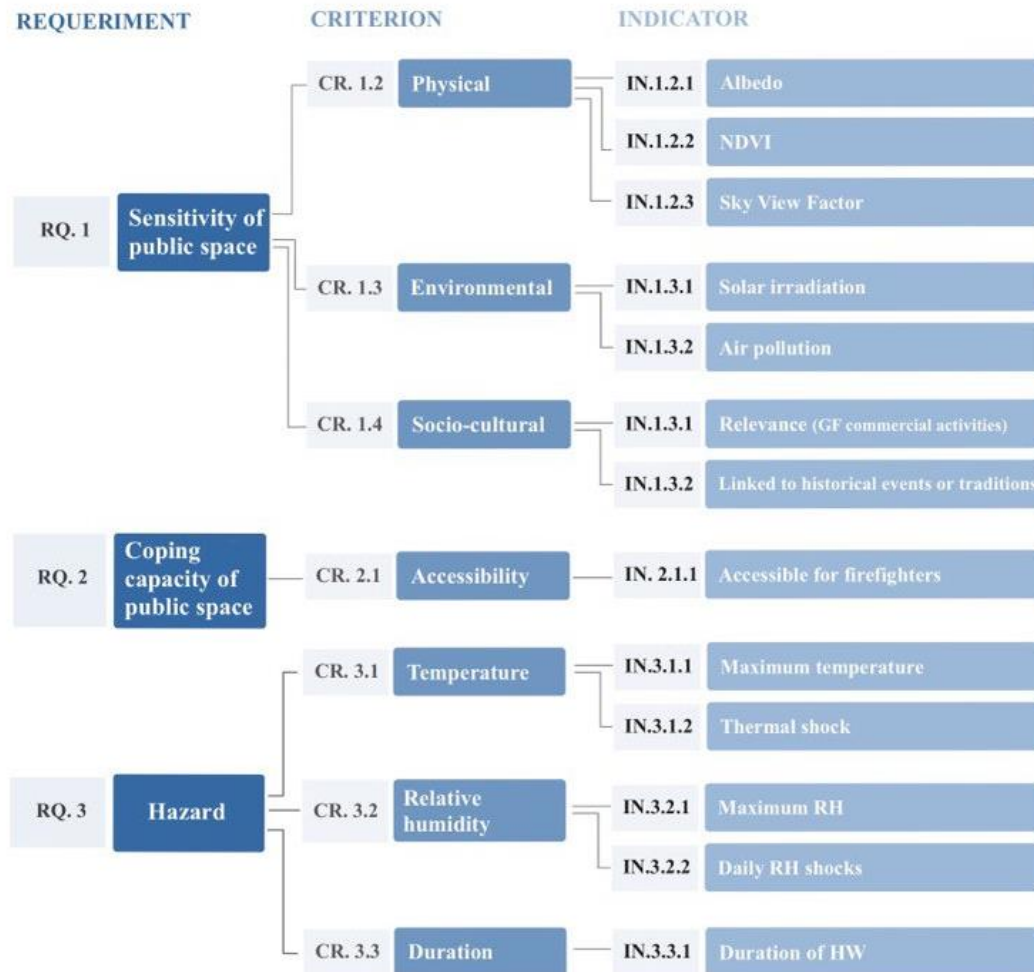 REQUERIMENT CRITERION INDICATOR
CR. 1.2 Physical IN.1.2.1 Albedo
IN.1.2.2 NDVI
IN.1.2.3 Sky View Factor
RQ. 1 Sensitivity of
public space
CR. 1.3 Environmental IN.1.3.1 Solar irradiation
IN.1.3.2 Air pollution
CR. 1.4 Socio-cultural IN.1.3.1 Relevance (GF commercial activities)
IN.1.3.2 Linked to historical events or traditions
RQ. 2 Coping
capacity of
public space
CR. 2.1 Accessibility IN. 2.1.1 Accessible for firefighters
CR. 3.1 Temperature IN.3.1.1 Maximum temperature
IN.3.1.2 Thermal shock
RQ. 3 Hazard
CR. 3.2 Relative
humidity
IN.3.2.1 Maximum RH
IN.3.2.2 Daily RH shocks
CR. 3.3 Duration IN.3.3.1 Duration of HW